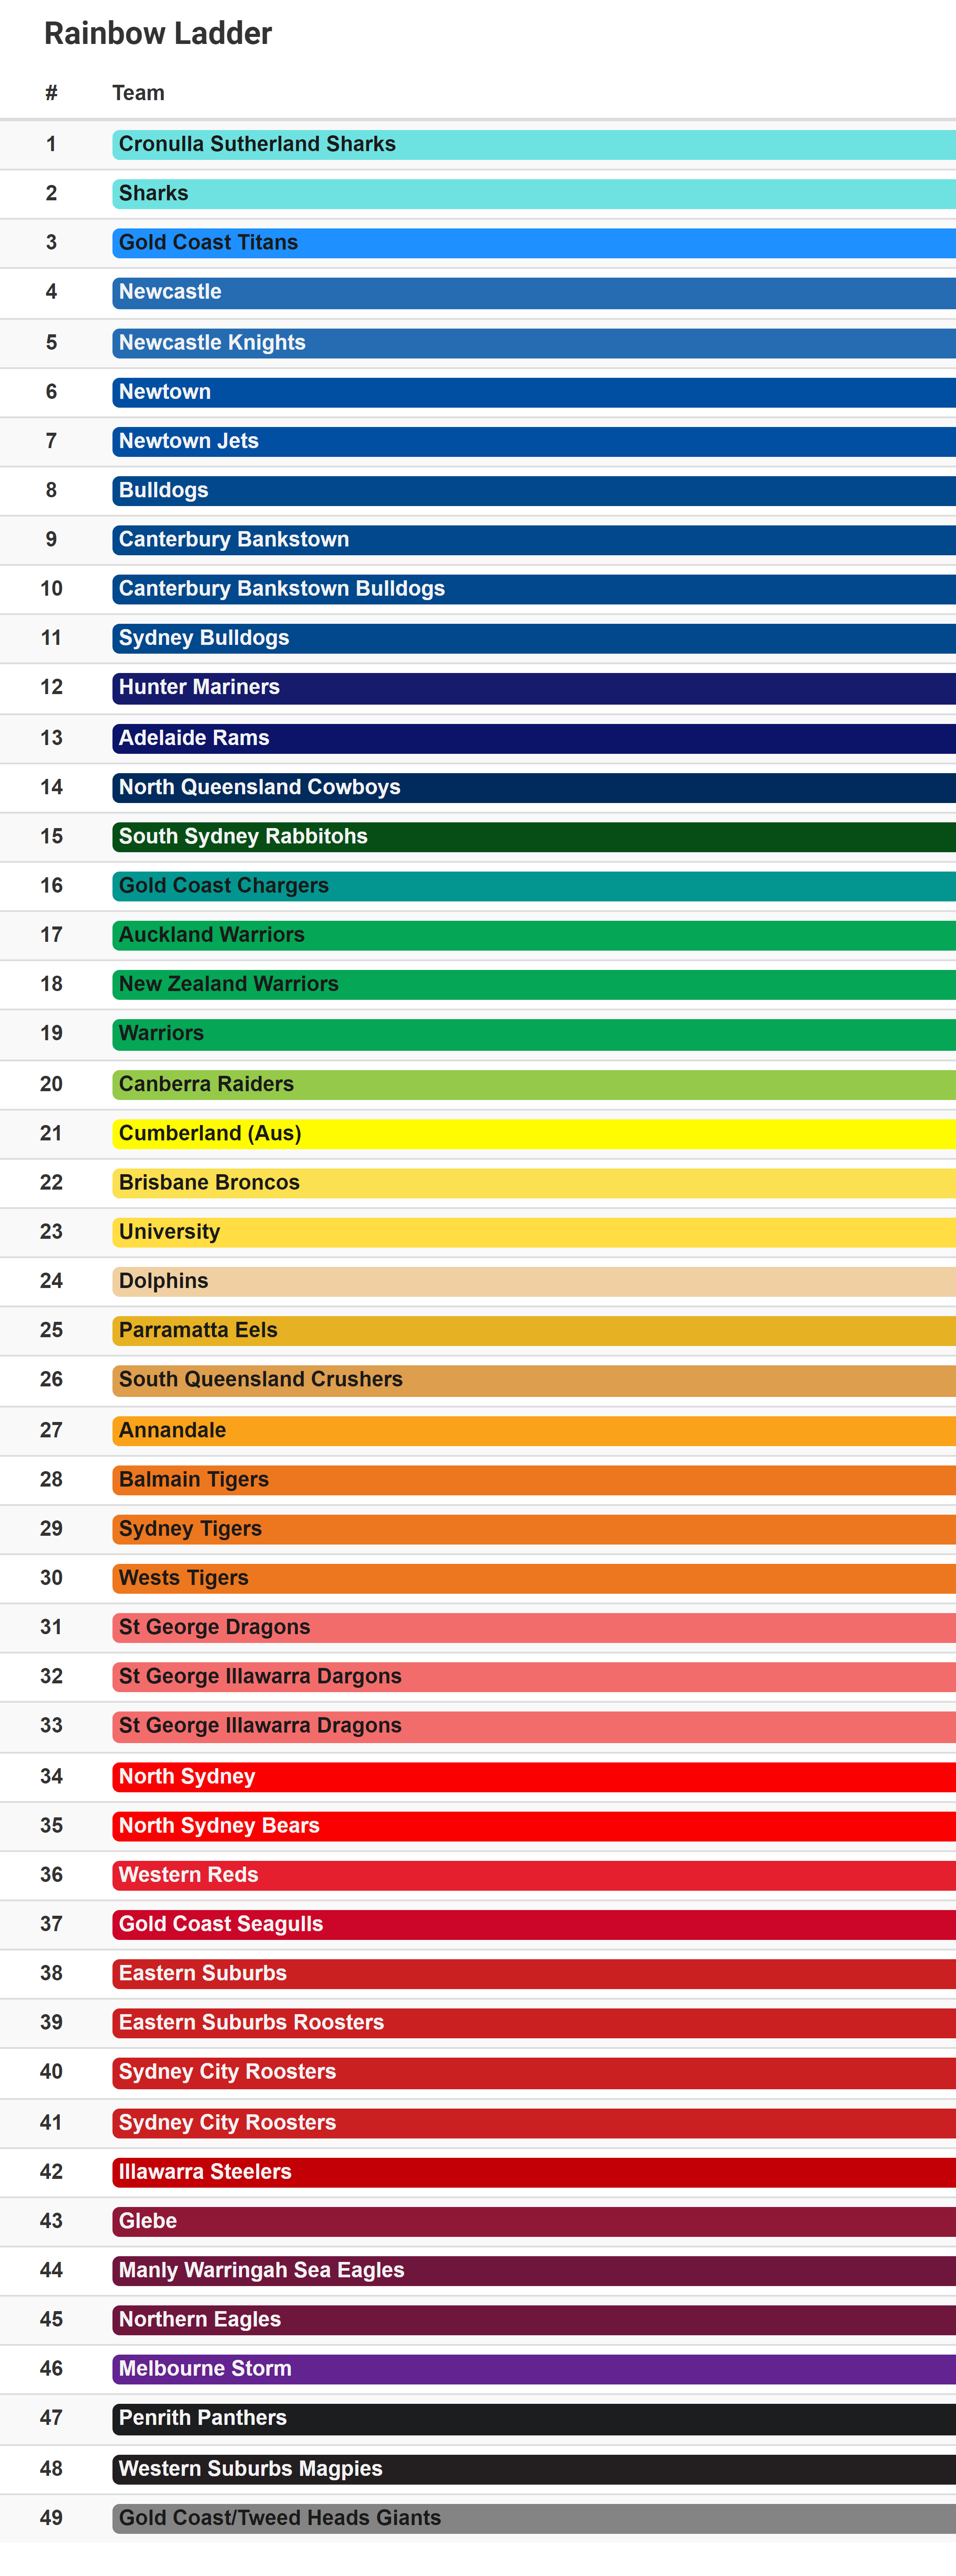 Rainbow Ladder
# Team
1 Cronulla Sutherland Sharks
2 Sharks
3 Gold Coast Titans
4 Newcastle
5 Newcastle Knights
6 Newtown
7 Newtown Jets
8 Bulldogs
9 Canterbury Bankstown
10 Canterbury Bankstown Bulldogs
11 Sydney Bulldogs
12 Hunter Mariners
13 Adelaide Rams
14 North Queensland Cowboys
15 South Sydney Rabbitohs
16 Gold Coast Chargers
17 Auckland Warriors
18 New Zealand Warriors
19 Warriors
20 Canberra Raiders
21 Cumberland (Aus)
22 Brisbane Broncos
23 University
24 Dolphins
25 Parramatta Eels
26 South Queensland Crushers
27 Annandale
28 Balmain Tigers
29 Sydney Tigers
30 Wests Tigers
31 St George Dragons
32 St George Illawarra Dargons
33 St George Illawarra Dragons
34 North Sydney
35 North Sydney Bears
36 Western Reds
37 Gold Coast Seagulls
38 Eastern Suburbs
39 Eastern Suburbs Roosters
40 Sydney City Roosters
41 Sydney City Roosters
42 Illawarra Steelers
43 Glebe
44 Manly Warringah Sea Eagles
45 Northern Eagles
46 Melbourne Storm
47 Penrith Panthers
48 Western Suburbs Magpies
49 Gold Coast/Tweed Heads Giants